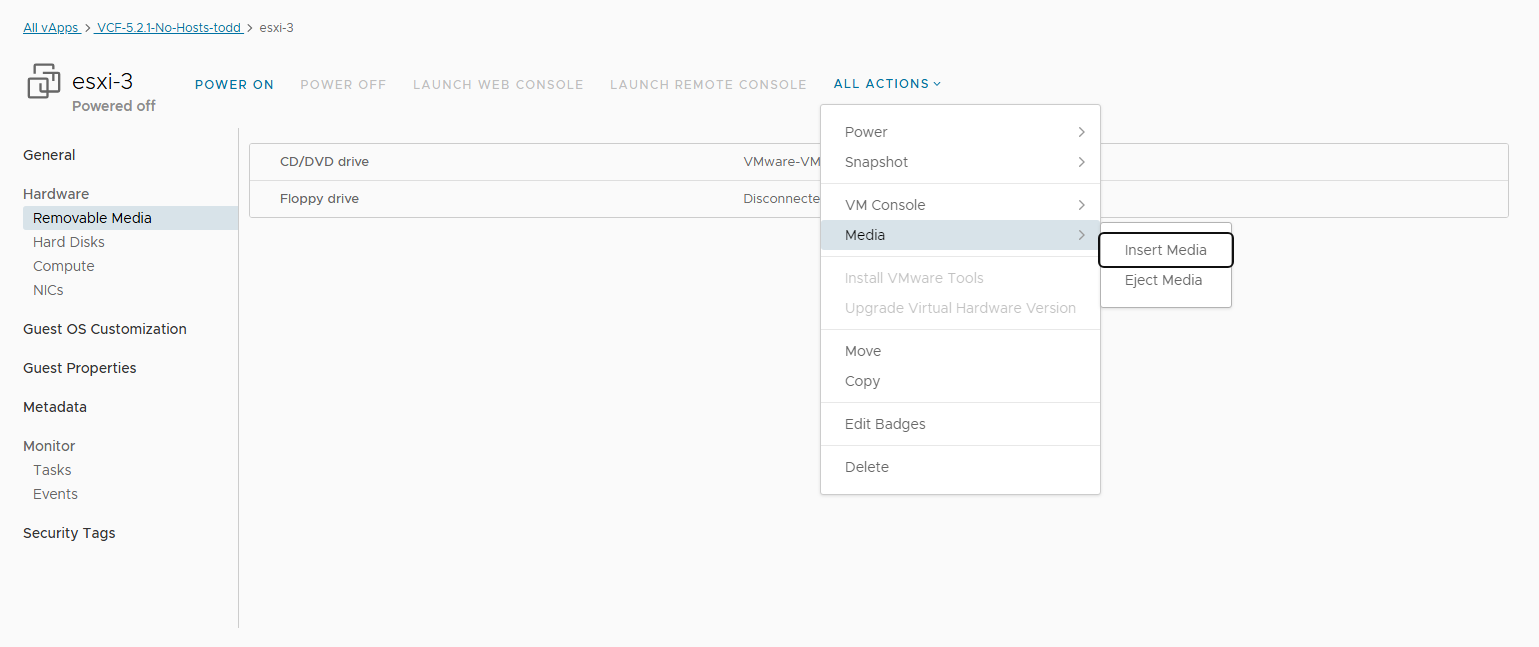 All vApps > VCF-5.2.1-No-Hosts-todd > esxi-3
esxi-3
Powered off
POWER ON POWER OFF LAUNCH WEB CONSOLE LAUNCH REMOTE CONSOLE ALL ACTIONS
General
Hardware
Removable Media
Hard Disks
Compute
NICs
Guest OS Customization
Guest Properties
Metadata
Monitor
Tasks
Events
Security Tags
CD/DVD drive VMware-VM
Floppy drive Disconnecte
Power
Snapshot
VM Console
Media
Install VMware Tools
Upgrade Virtual Hardware Version
Move
Copy
Edit Badges
Delete
Insert Media
Eject Media